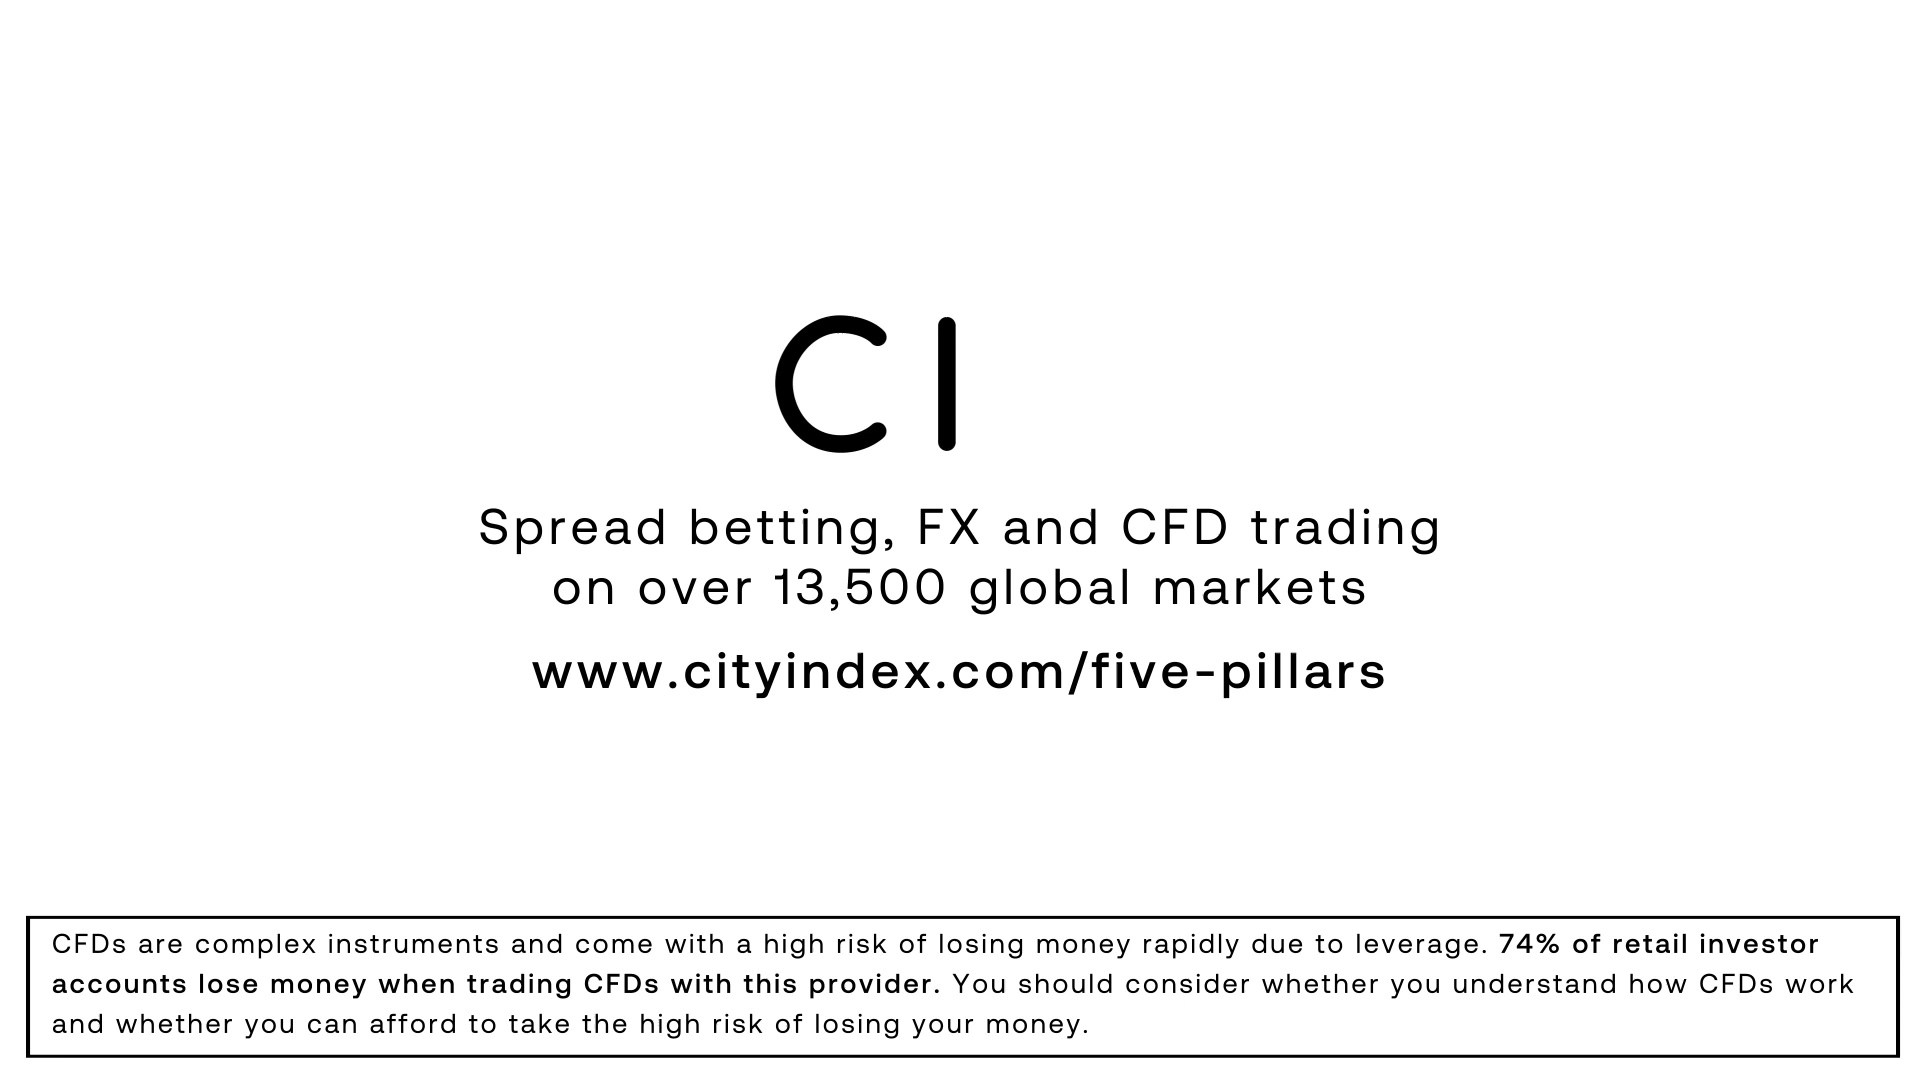 CI
Spread betting, FX and CFD trading
on over 13,500 global markets
www.cityindex.com/five-pillars
CFDs are complex instruments and come with a high risk of losing money rapidly due to leverage. 74% of retail investor
accounts lose money when trading CFDs with this provider. You should consider whether you understand how CFDs work
and whether you can afford to take the high risk of losing your money.